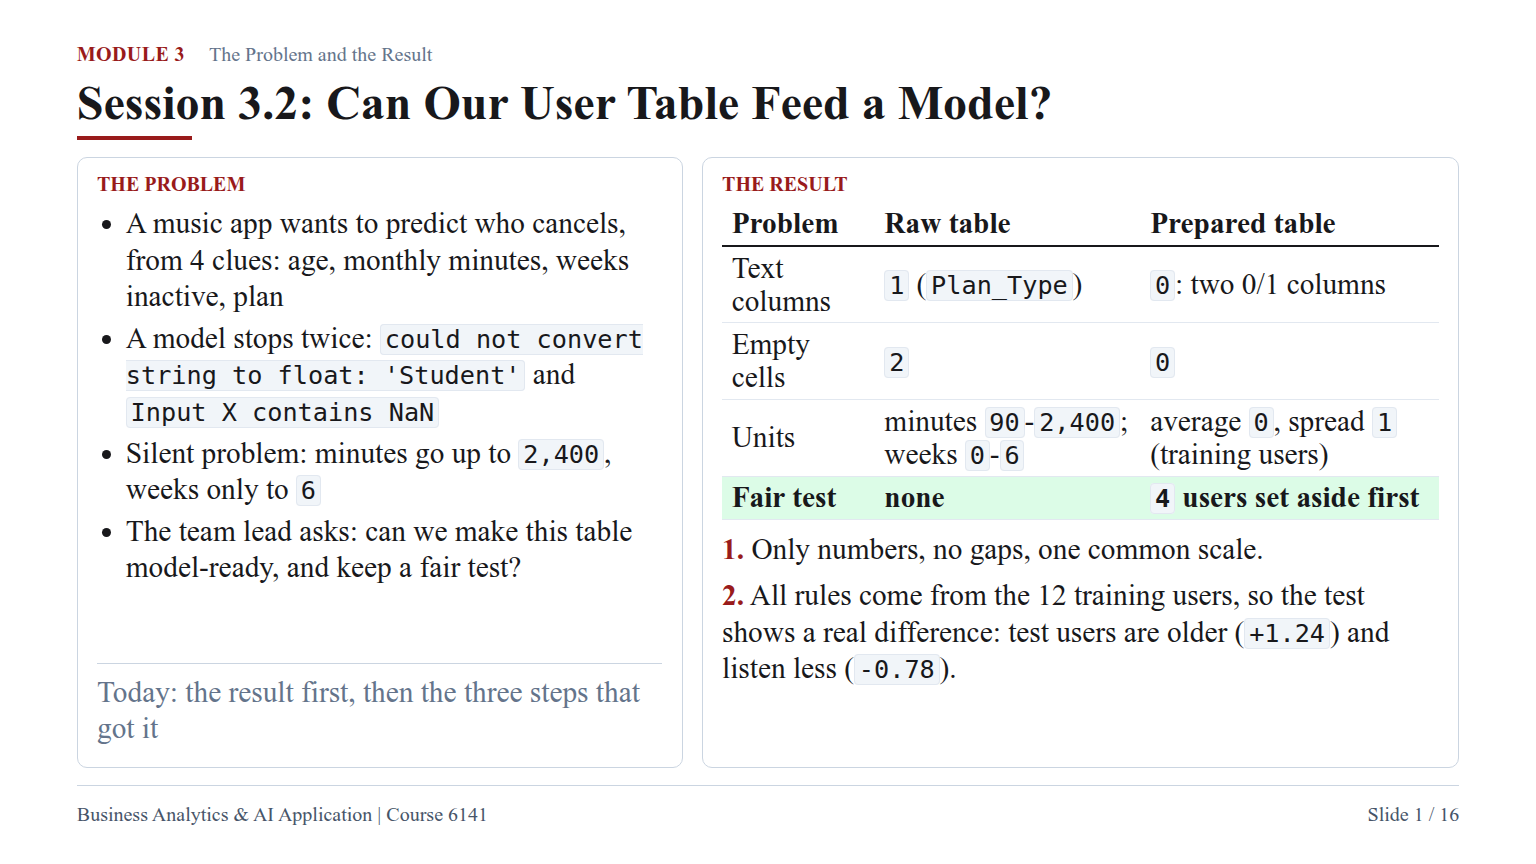 MODULE 3 The Problem and the Result
Session 3.2: Can Our User Table Feed a Model?
THE PROBLEM
• A music app wants to predict who cancels,
from 4 clues: age, monthly minutes, weeks
inactive, plan
• A model stops twice: could not convert
string to float: 'Student' and
Input X contains NaN
• Silent problem: minutes go up to 2,400,
weeks only to 6
• The team lead asks: can we make this table
model-ready, and keep a fair test?
Today: the result first, then the three steps that
got it
THE RESULT
Problem Raw table Prepared table
Text
columns
1 (Plan_Type) 0: two 0/1 columns
Empty
cells
2 0
Units
minutes 90-2,400;
weeks 0-6
average 0, spread 1
(training users)
Fair test none 4 users set aside first
1. Only numbers, no gaps, one common scale.
2. All rules come from the 12 training users, so the test
shows a real difference: test users are older (+1.24) and
listen less (-0.78).
Business Analytics & AI Application | Course 6141
Slide 1 / 16